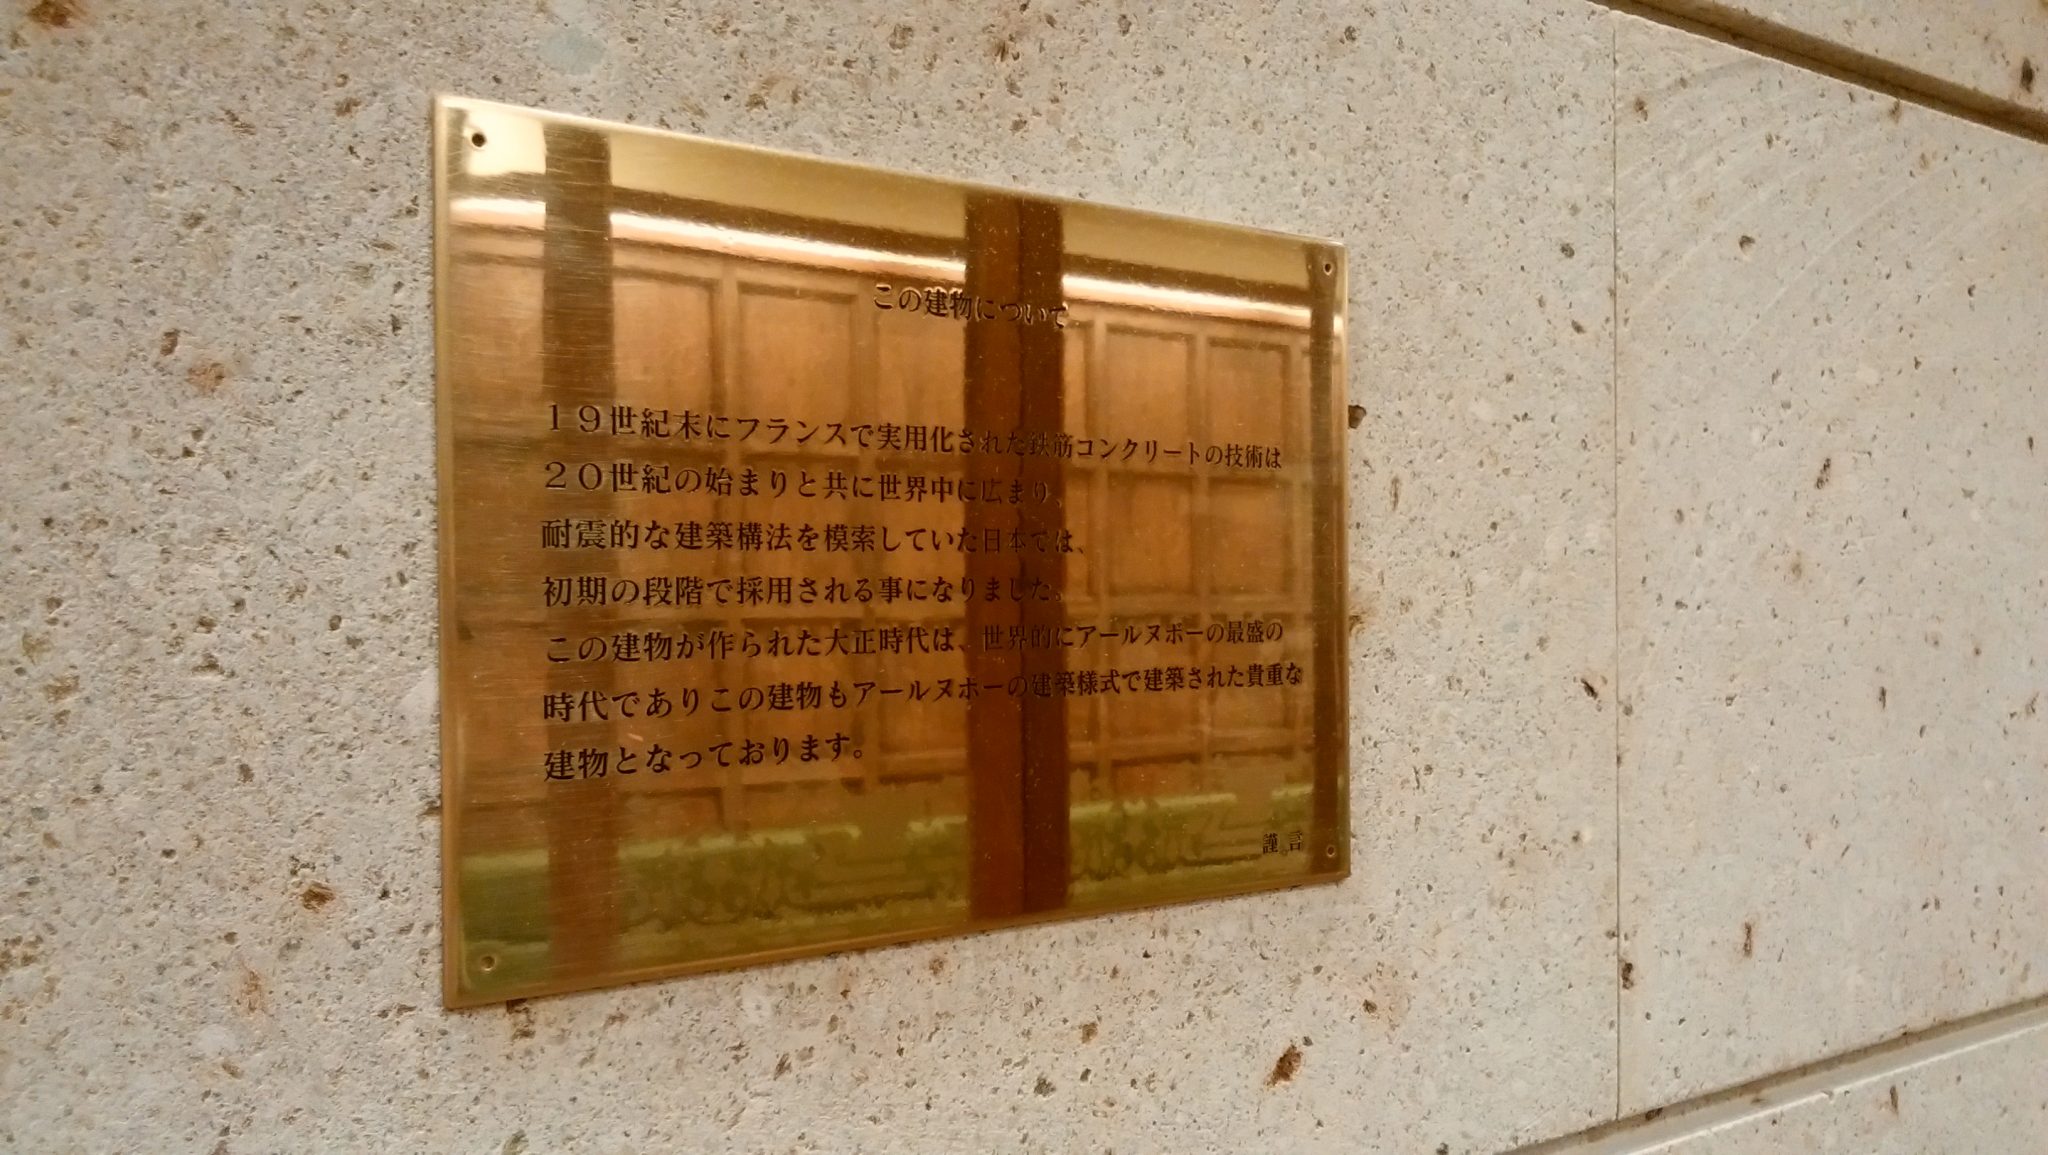 この建物について
１９世紀末にフランスで実用化された鉄筋コンクリートの技術は
２０世紀の始まりと共に世界中に広まり、
耐震的な建築構法を模索していた日本では、
初期の段階で採用される事になりました。
この建物が作られた大正時代は、世界的にアールヌボーの最盛の
時代でありこの建物もアールヌボーの建築様式で建築された貴重な
建物となっております。
謹言